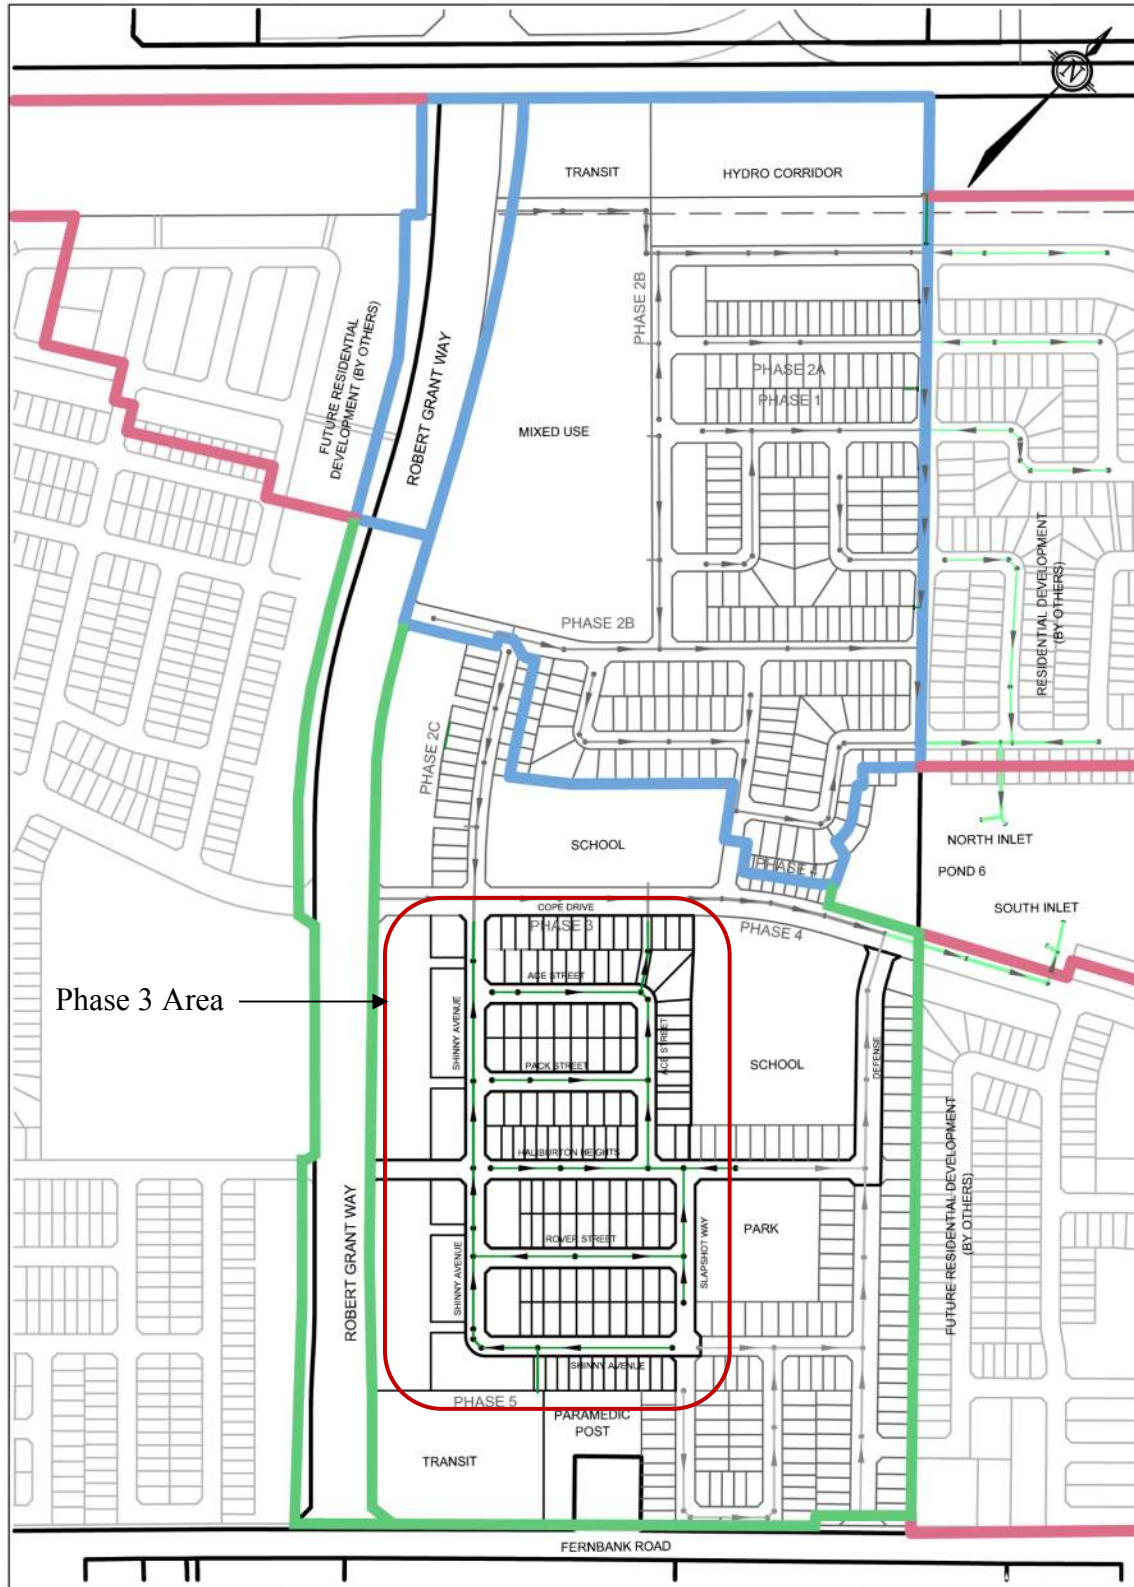 N
TRANSIT
HYDRO CORRIDOR
PHASE 2B
FUTURE RESIDENTIAL
DEVELOPMENT (BY OTHERS)
ROBERT GRANT WAY
PHASE 2A
PHASE 1
MIXED USE
RESIDENTIAL DEVELOPMENT
(BY OTHERS)
PHASE 2B
PHASE 2C
SCHOOL
PHASE 4
NORTH INLET
POND 6
SOUTH INLET
COPE DRIVE
PHASE 3
PHASE 4
Phase 3 Area
ACE STREET
SHINNY AVENUE
ACE STREET
PACK STREET
SCHOOL
DEFENSE
HALIBURTON HEIGHTS
FUTURE RESIDENTIAL DEVELOPMENT
(BY OTHERS)
ROBERT GRANT WAY
SHINNY AVENUE
ROVER STREET
SLAPSHOT WAY
PARK
SHINNY AVENUE
PHASE 5
PARAMEDIC
POST
TRANSIT
FERNBANK ROAD